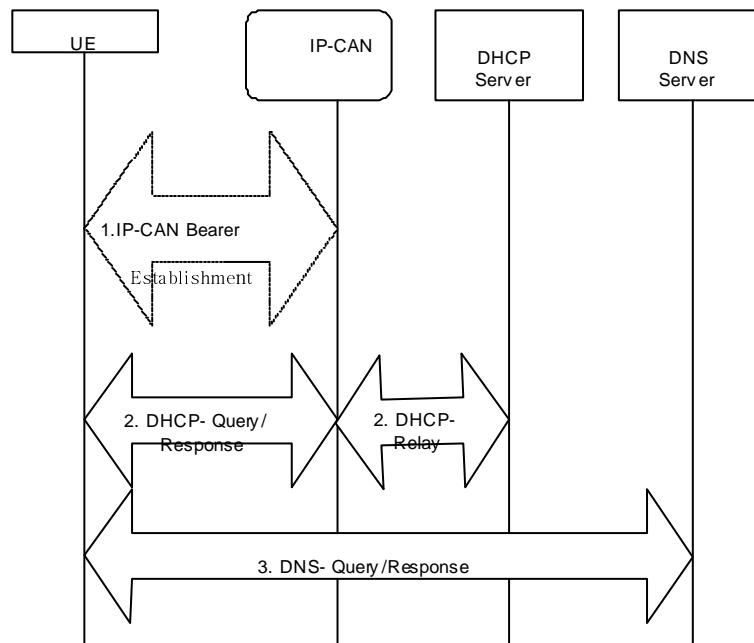 UE
IP-CAN
DHCP
Server
DNS
Server
1.IP-CAN Bearer
Establishment
2. DHCP- Query/
Response
2. DHCP-
Relay
3. DNS- Query/Response